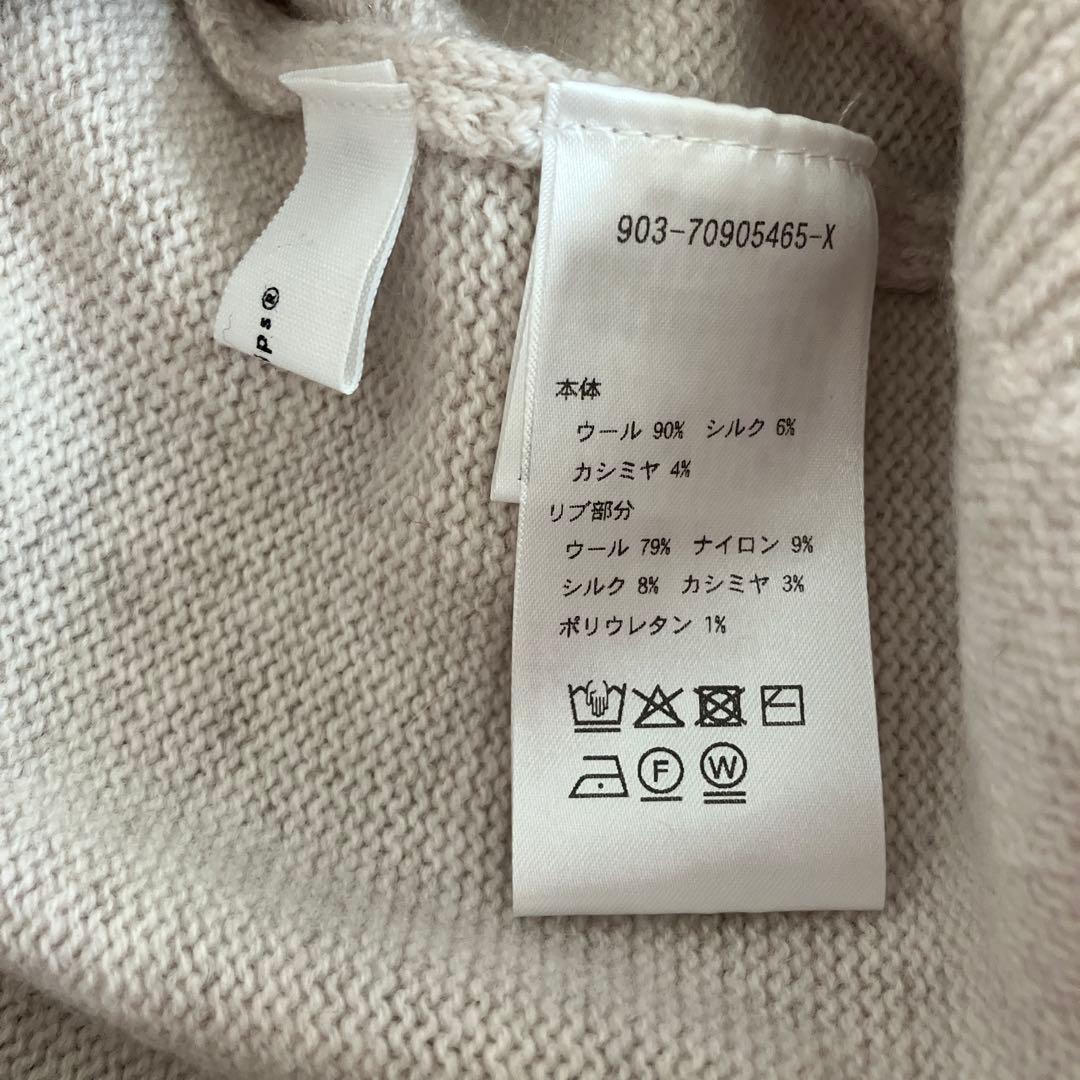 903-70905465-X
本体
ウール 90% シルク 6%
カシミヤ 4%
リブ部分
ウール 79% ナイロン 9%
シルク 8% カシミヤ 3%
ポリウレタン 1%
F W